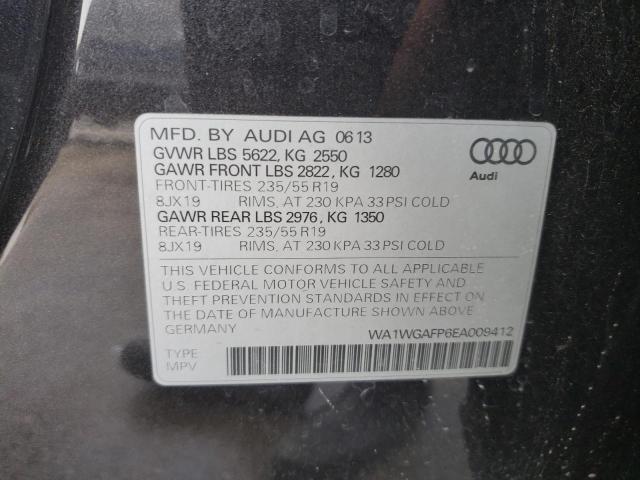 MFD. BY AUDI AG 06 13
GVWR LBS 5622, KG 2550
GAWR FRONT LBS 2822, KG 1280
FRONT-TIRES 235/55 R19
8JX19 RIMS, AT 230 KPA 33 PSI COLD
GAWR REAR LBS 2976, KG 1350
REAR-TIRES 235/55 R19
8JX19 RIMS, AT 230 KPA 33 PSI COLD
Audi
THIS VEHICLE CONFORMS TO ALL APPLICABLE
U.S. FEDERAL MOTOR VEHICLE SAFETY AND
THEFT PREVENTION STANDARDS IN EFFECT ON
THE DATE OF MANUFACTURE SHOWN ABOVE
GERMANY
WA1WGAFP6EA009412
TYPE
MPV